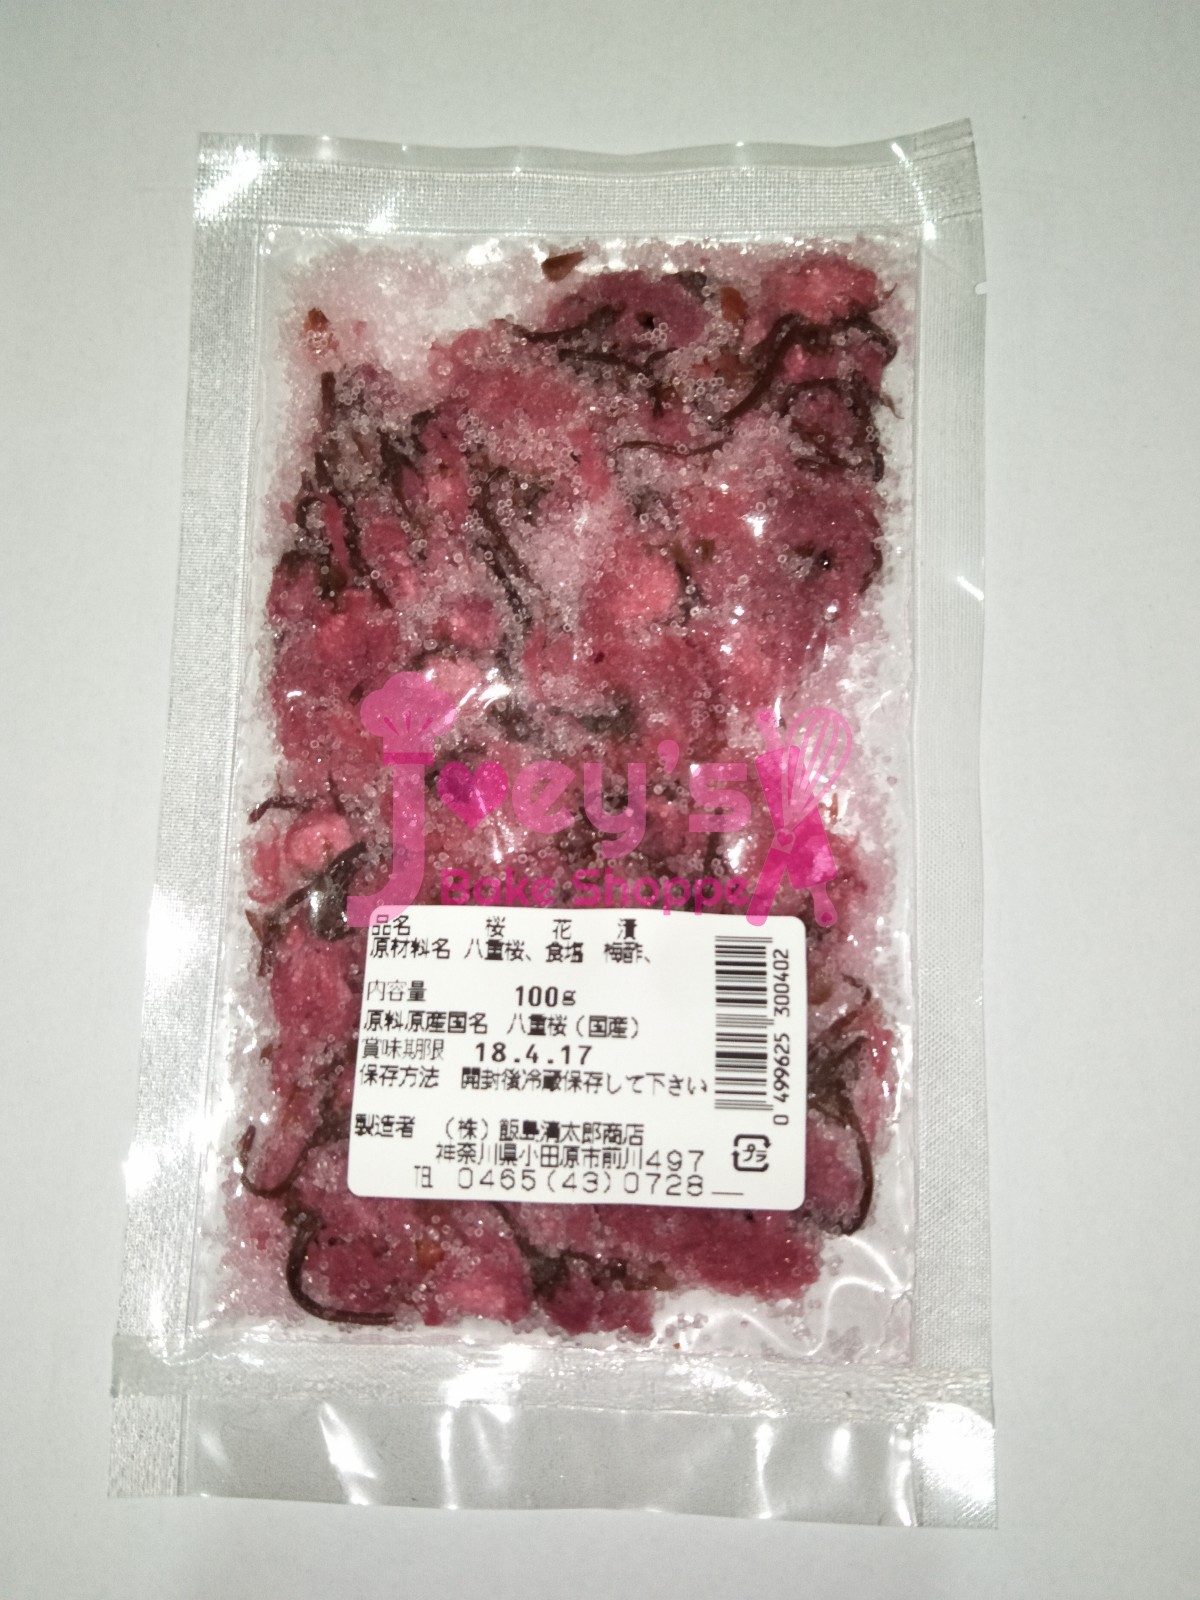 Joey's
Bake Shoppe
品名 桜 花 漬
原材料名 八重桜、食塩 梅酢、
内容量 100g
原料原産国名 八重桜(国産)
賞味期限 18.4.17
保存方法 開封後冷蔵保存して下さい
製造者 (株)飯島清太郎商店
神奈川県小田原市前川497
TEL 0465(43)0728
0 499625 300402
プラ